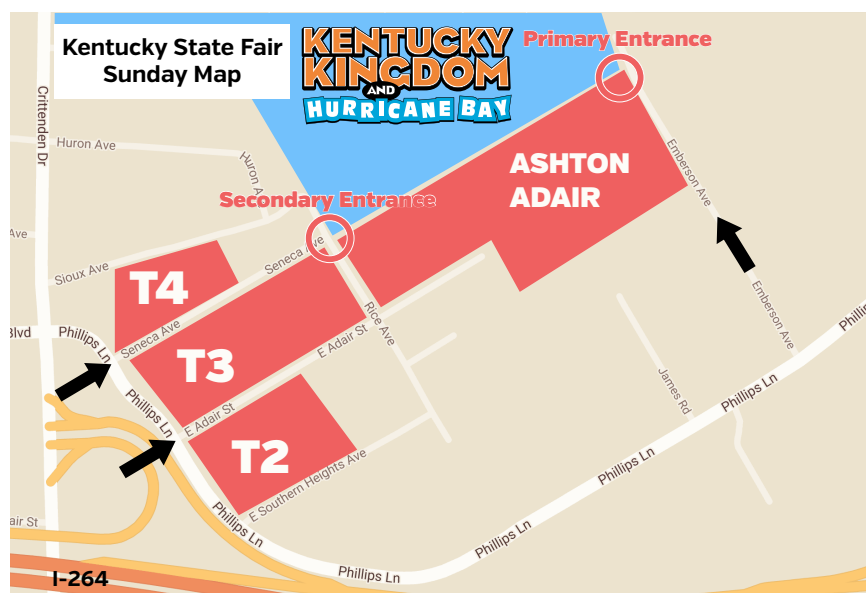 Kentucky State Fair
Sunday Map
KENTUCKY
KINGDOM
AND
HURRICANE BAY
Primary Entrance
Crittenden Dr
Huron Ave
Huron A
Emberson Ave
ASHTON
ADAIR
Secondary Entrance
Ave
Seneca Ave
Sioux Ave
T4
Emberson Ave
Rice Ave
Blvd
Phillips Ln
Seneca Ave
E Adair St
Phillips
T3
James Rd
Phillips Ln
Phillips Ln
E Adair St
T2
Phillips Ln
E Southern Heights Ave
Phillips Ln
Phillips Ln
air St
Phillips Ln
I-264